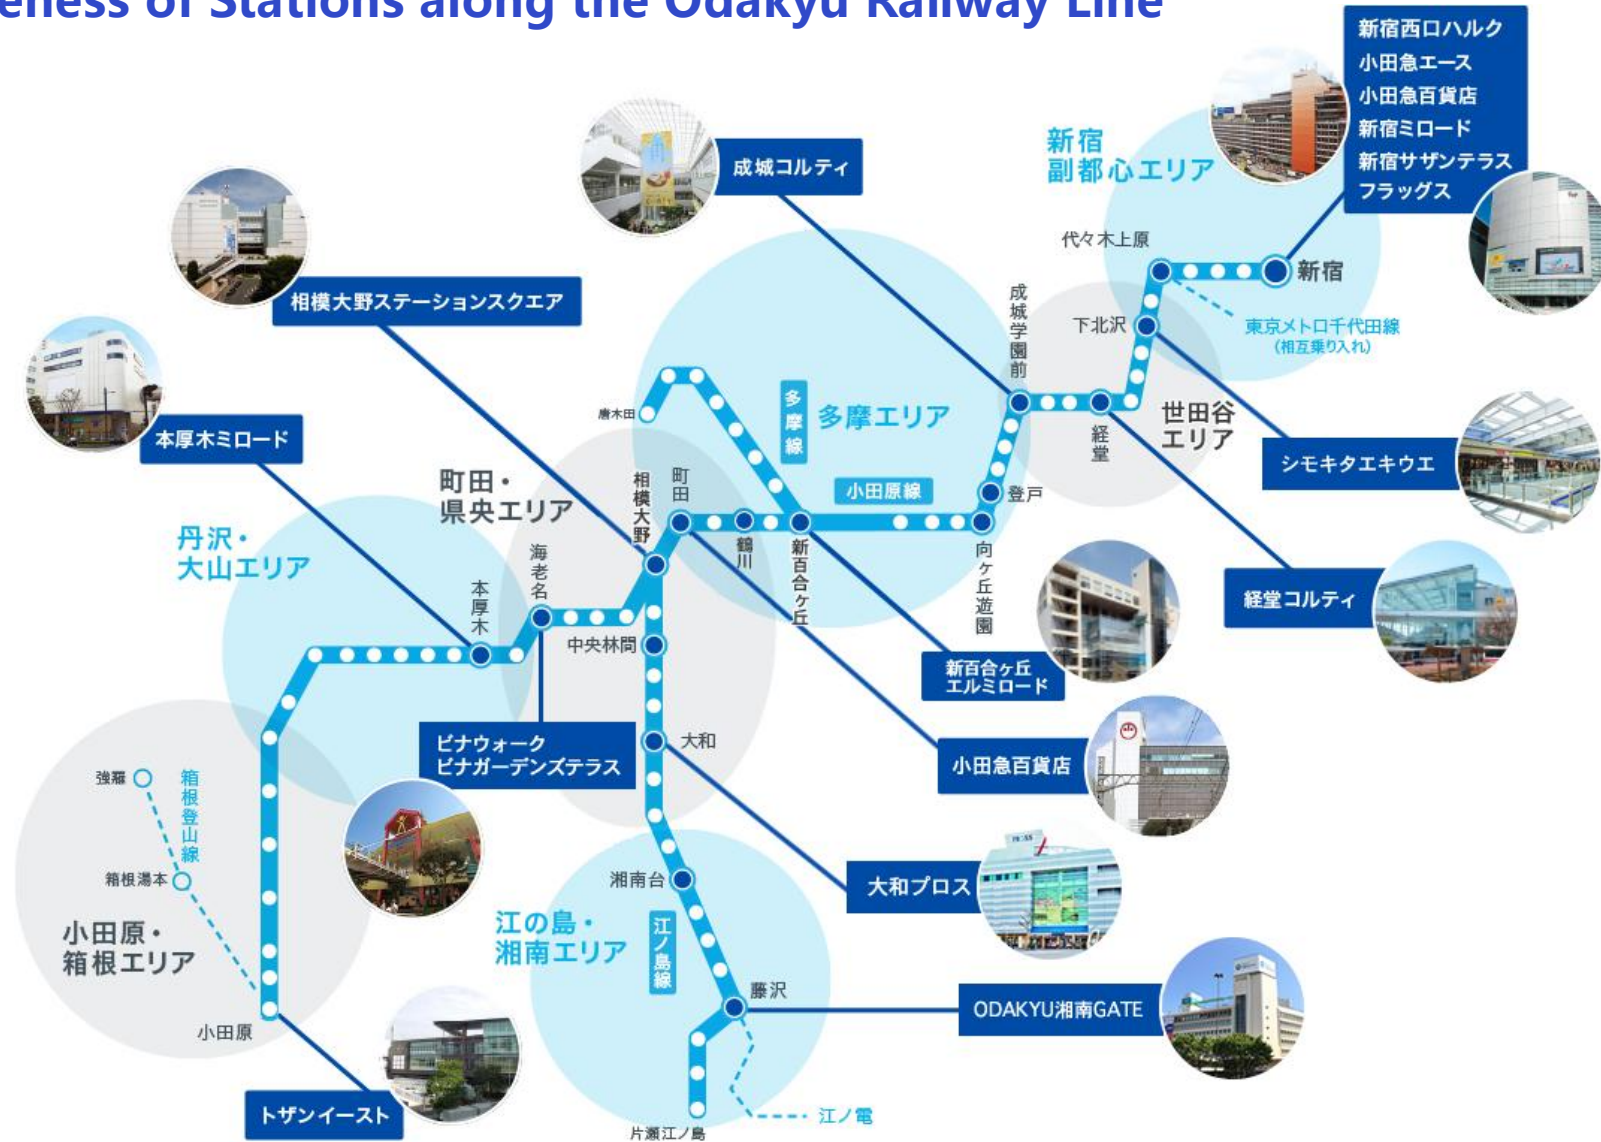 eness of Stations along the Odakyu Railway Line
新宿西口ハルク
小田急エース
小田急百貨店
新宿ミロード
新宿サザンテラス
フラッグス
新宿
副都心エリア
成城コルティ
代々木上原
新宿
相模大野ステーションスクエア
成城学園前
下北沢
東京メトロ千代田線
(相互乗り入れ)
唐木田
多摩線
多摩エリア
世田谷
エリア
経堂
本厚木ミロード
シモキタエキウエ
町田・
県央エリア
相模大野
町田
小田原線
登戸
丹沢・
大山エリア
海老名
鶴川
新百合ヶ丘
向ヶ丘遊園
本厚木
経堂コルティ
中央林間
新百合ヶ丘
エルミロード
ビナウォーク
ビナガーデンズテラス
大和
小田急百貨店
強羅
箱根登山線
箱根湯本
湘南台
大和プロス
小田原・
箱根エリア
江の島・
湘南エリア
江ノ島線
藤沢
ODAKYU湘南GATE
小田原
トザンイースト
江ノ電
片瀬江ノ島